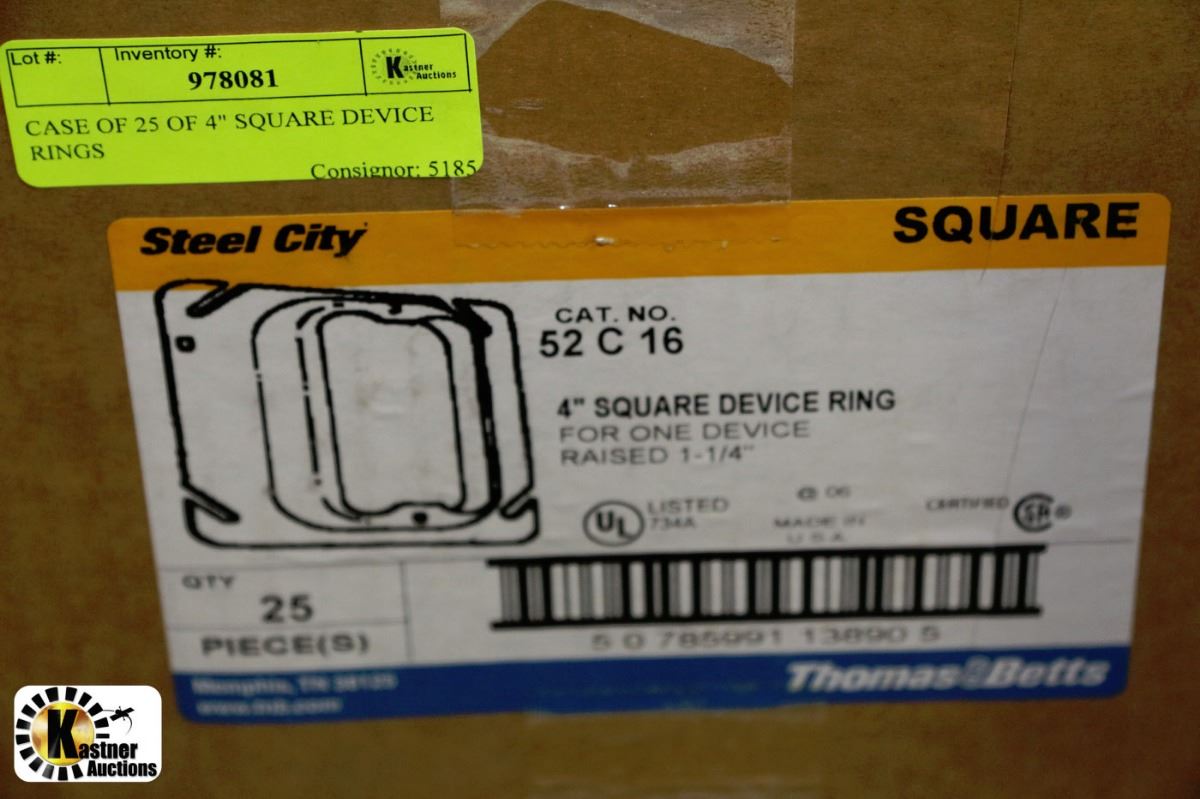 Lot #:
Inventory #:
978081
Kastner
Auctions
CASE OF 25 OF 4" SQUARE DEVICE
RINGS
Consignor: 5185
Steel City
SQUARE
CAT. NO.
52 C 16
4" SQUARE DEVICE RING
FOR ONE DEVICE
RAISED 1-1/4"
UL LISTED
734A
06
MADE IN
U.S.A.
CERTIFIED
QTY
25
PIECE(S)
5 0 785991 13890 5
Memphis, TN
Thomas&Betts
www.tnb.com
Kastner
Auctions